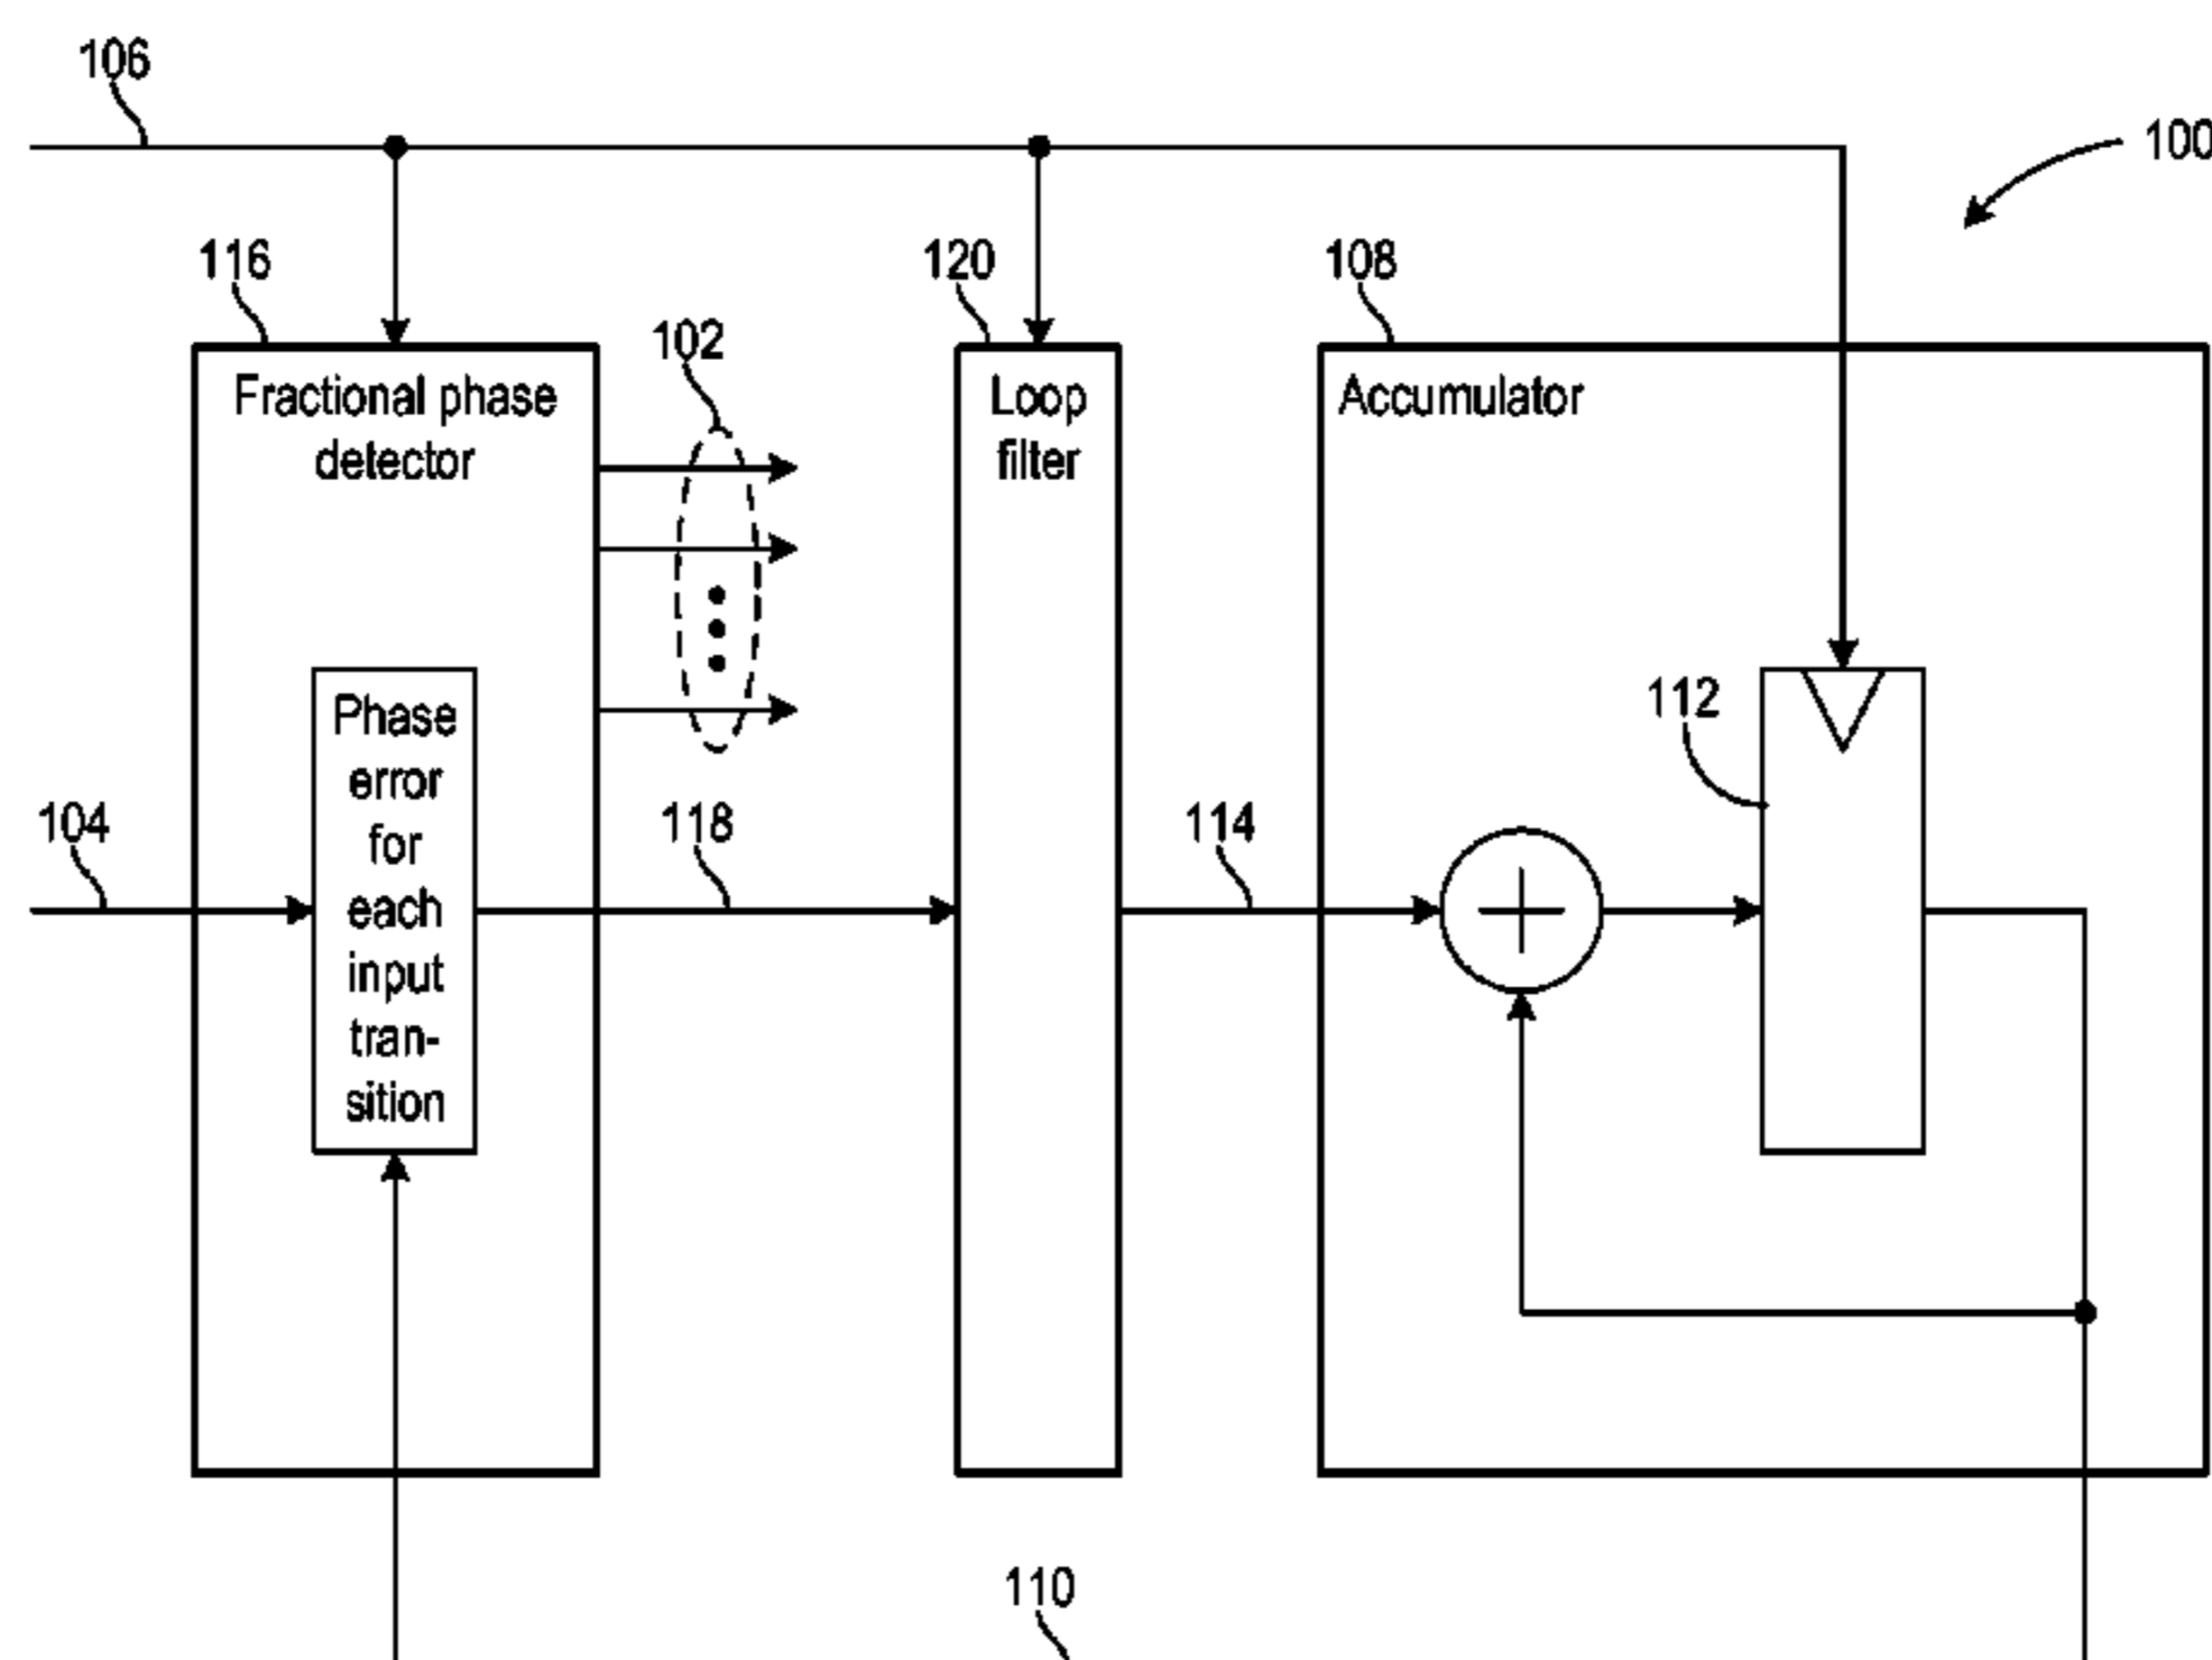 106
100
116
120
108
102
Fractional phase
detector
Loop
filter
Accumulator
Phase
error
for
each
input
tran-
sition
112
104
118
114
110